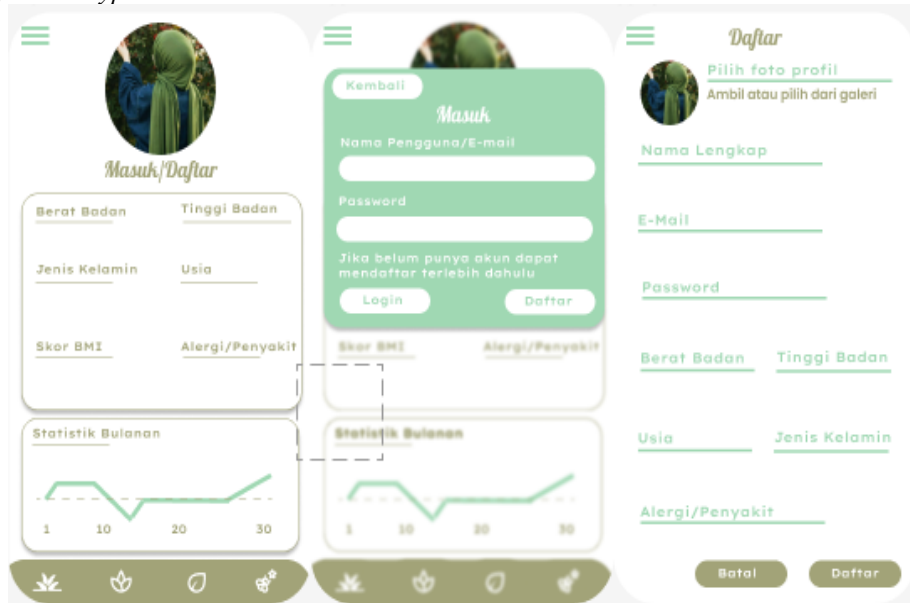 Masuk/Daftar
Berat Badan
Tinggi Badan
Jenis Kelamin
Usia
Skor BMI
Alergi/Penyakit
Statistik Bulanan
1 10 20 30
Kembali
Masuk
Nama Pengguna/E-mail
Password
Jika belum punya akun dapat
mendaftar terlebih dahulu
Login
Daftar
Skor BMI
Alergi/Penyakit
Statistik Bulanan
1 10 20 30
Daftar
Pilih foto profil
Ambil atau pilih dari galeri
Nama Lengkap
E-Mail
Password
Berat Badan
Tinggi Badan
Usia
Jenis Kelamin
Alergi/Penyakit
Batal
Daftar